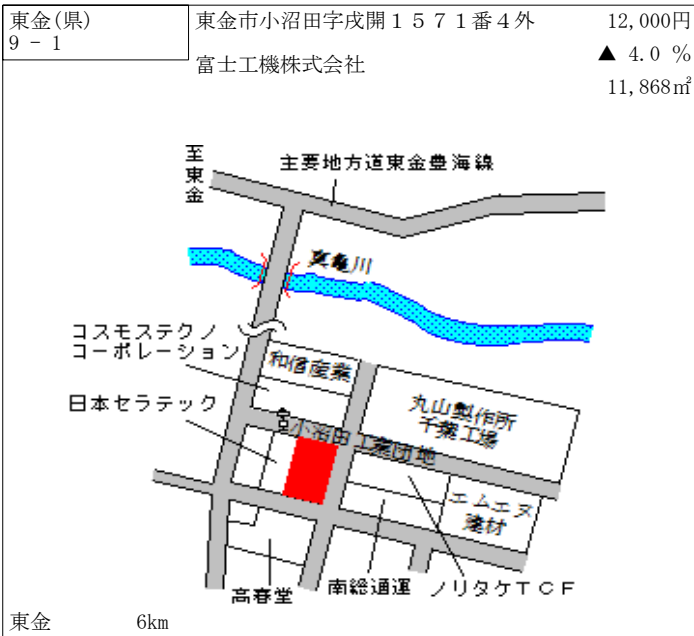 東金(県)
9 - 1
東金市小沼田字戌開１５７１番４外
富士工機株式会社
12,000円
▲ 4.0 %
11,868㎡
至東金
主要地方道東金豊海線
真亀川
コスモステクノ
コーポレーション
和信産業
日本セラテック
丸山製作所
千葉工場
小沼田工業団地
エムエヌ
建材
高春堂
南総通運
ノリタケＴＣＦ
東金 6km